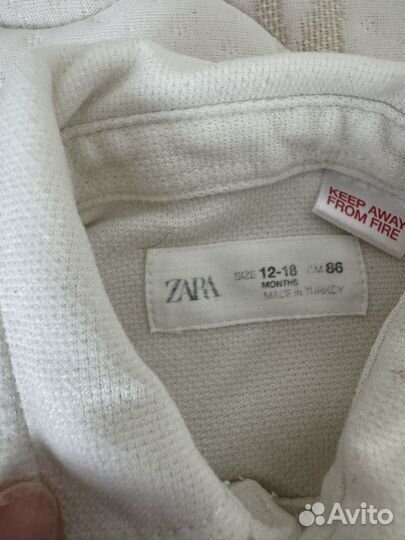 KEEP AWAY
FROM FIRE
ZARA
SIZE 12-18 CM 86
MONTHS
MADE IN TURKEY
Avito